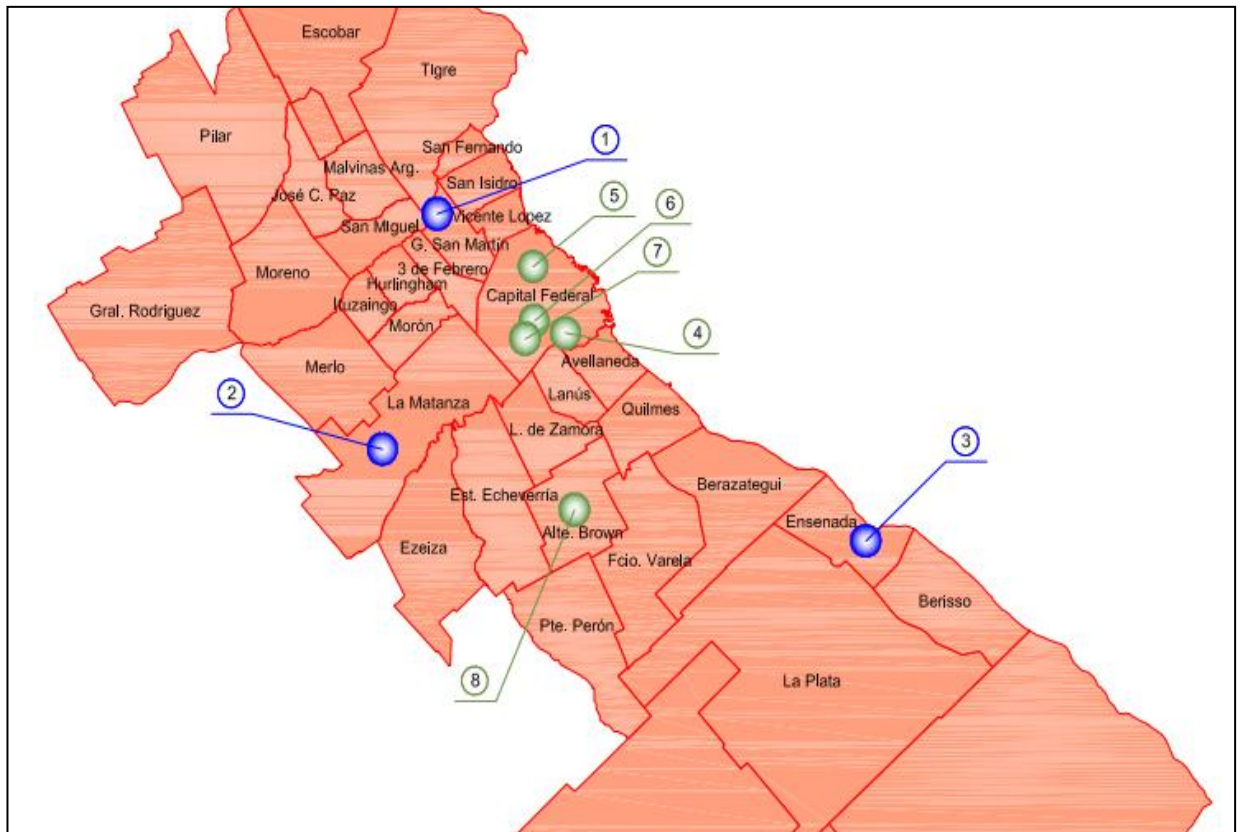 Escobar
TIgre
Pilar
1
San Fernando
Malvinas Arg.
San Isidro
José C. Paz
5
6
Vicente Lopez
San MIguel
G. San Martín
7
3 de Febrero
Moreno
Hurlingham
Capital Federal
Ituzaingo
Gral. Rodriguez
Morón
4
Avellaneda
Merlo
2
Lanús
La Matanza
Quilmes
L. de Zamora
3
Berazategui
Est. Echeverría
Ensenada
Alte. Brown
Ezeiza
Fcio. Varela
Berisso
Pte. Perón
8
La Plata